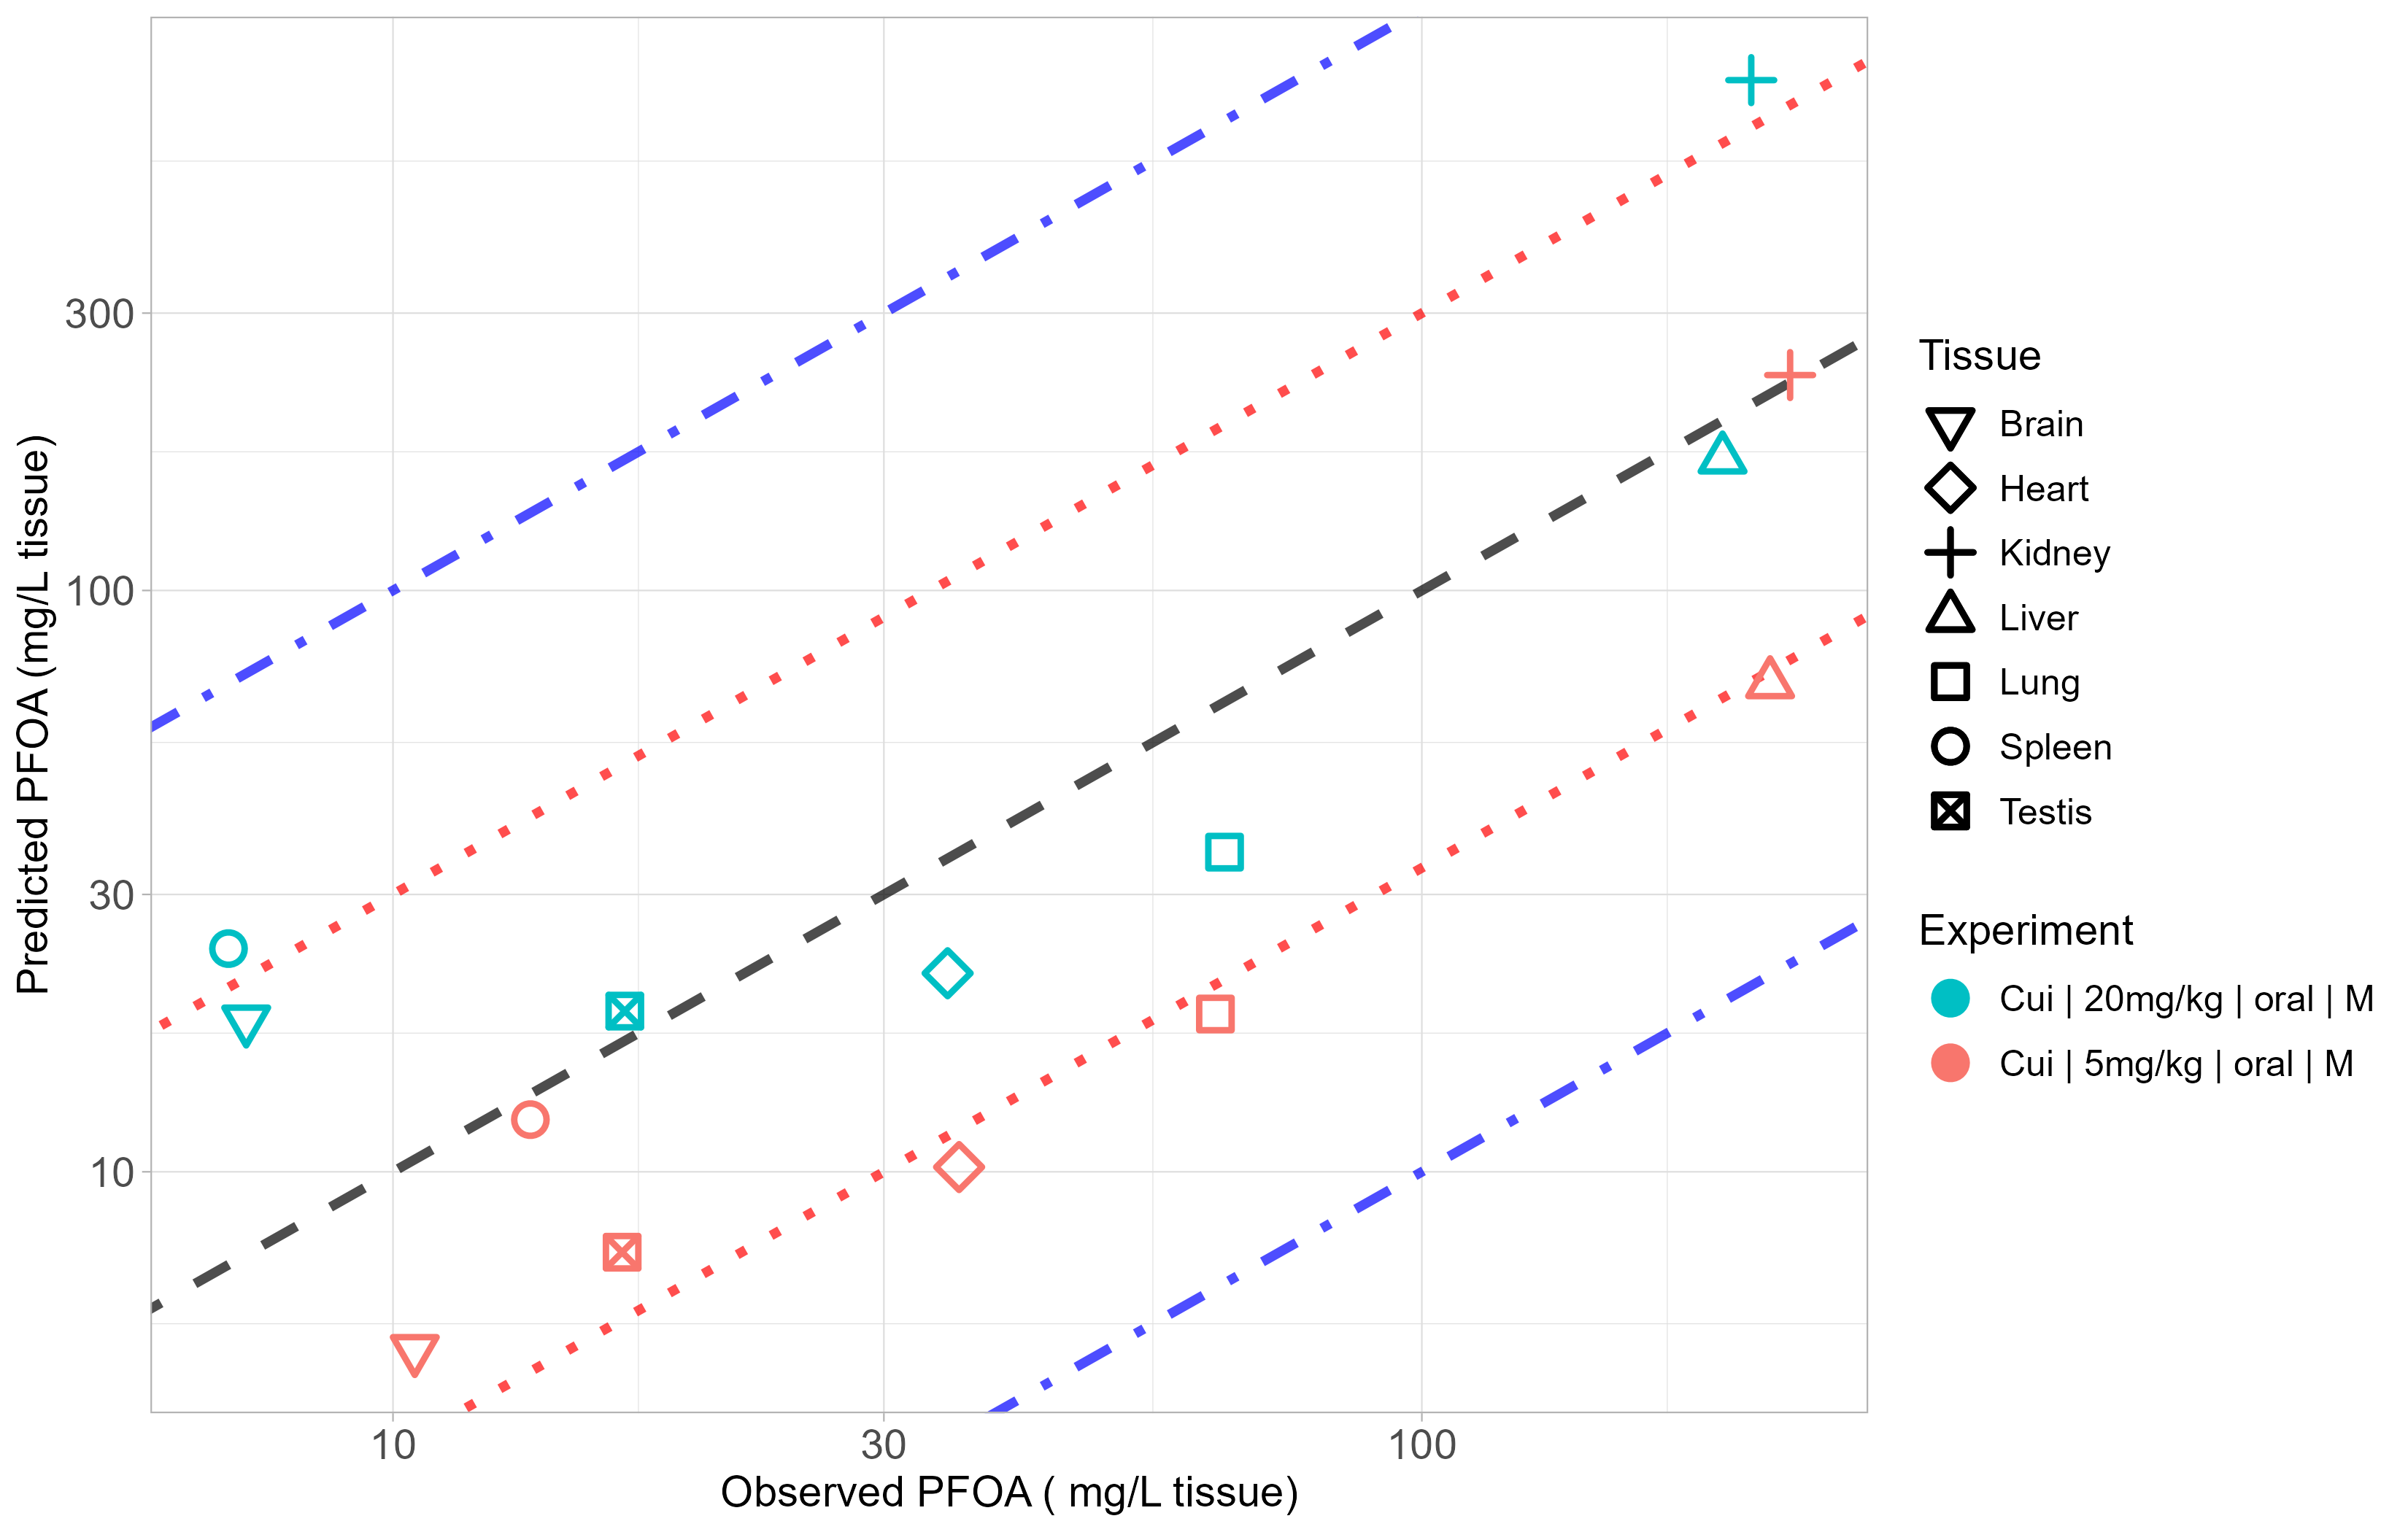 Predicted PFOA (mg/L tissue)
300
100
30
10
10
30
100
Observed PFOA ( mg/L tissue)
Tissue
Brain
Heart
Kidney
Liver
Lung
Spleen
Testis
Experiment
Cui | 20mg/kg | oral | M
Cui | 5mg/kg | oral | M